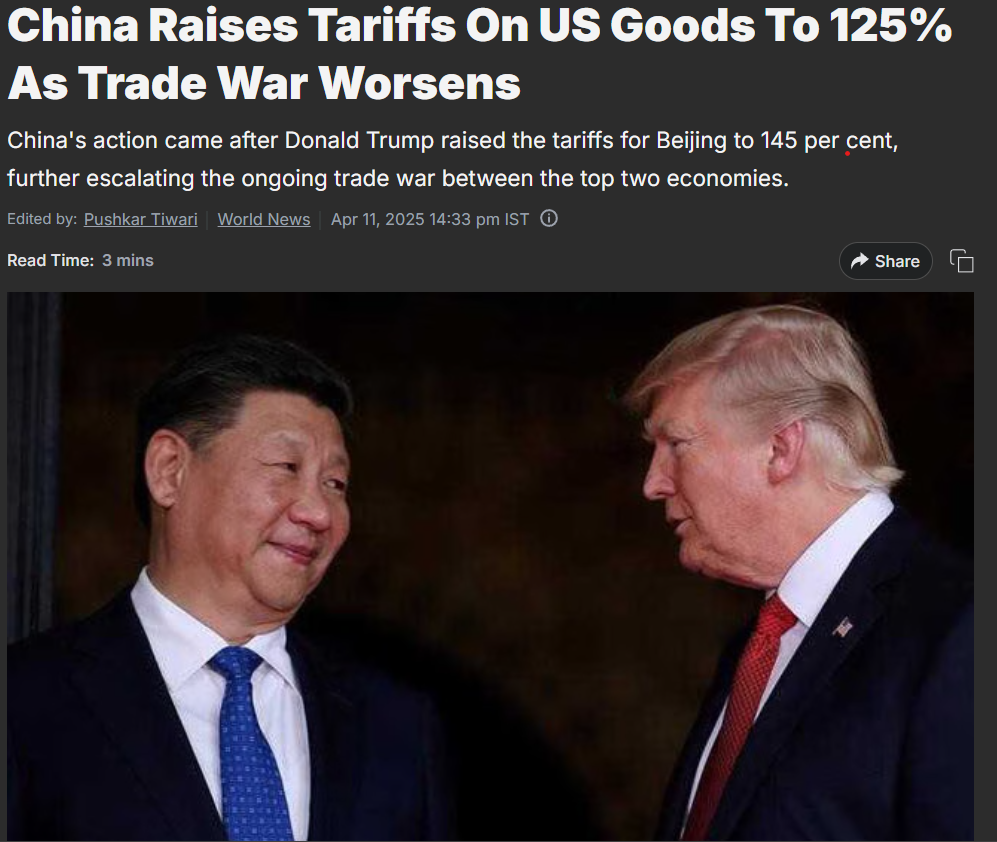 China Raises Tariffs On US Goods To 125%
As Trade War Worsens
China's action came after Donald Trump raised the tariffs for Beijing to 145 per cent,
further escalating the ongoing trade war between the top two economies.
Edited by: Pushkar Tiwari | World News | Apr 11, 2025 14:33 pm IST
Read Time: 3 mins
Share